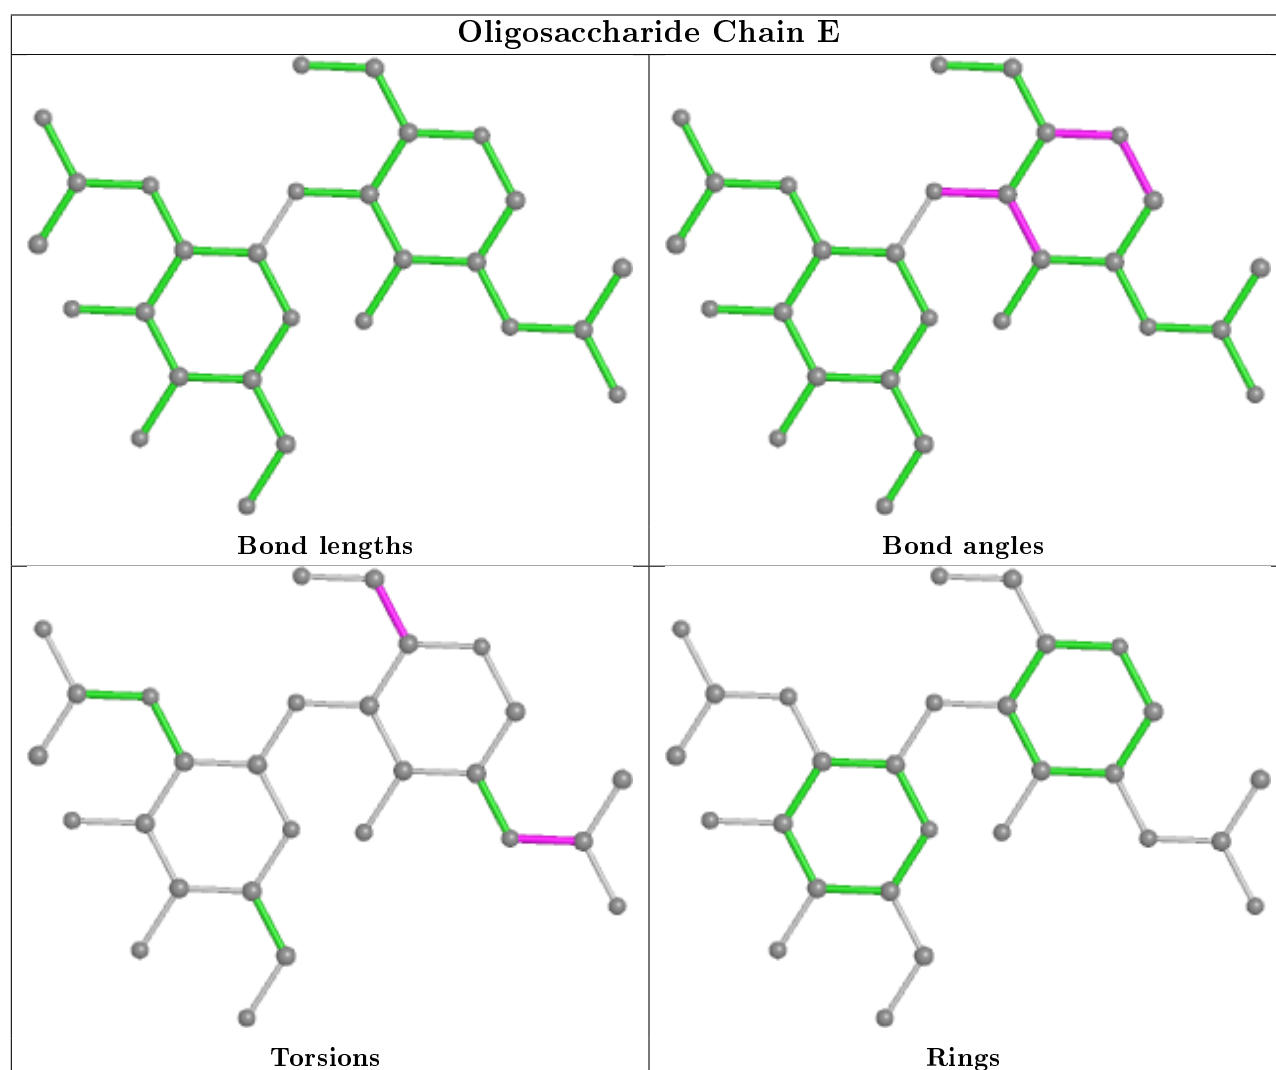 Oligosaccharide Chain E
Bond lengths
Bond angles
Torsions
Rings